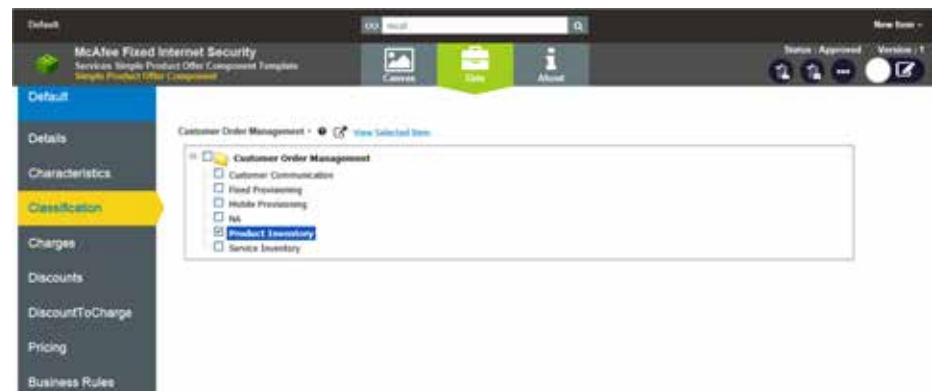 Default
mcaf
New Item
McAfee Fixed Internet Security
Services Simple Product Offer Component Template
Simple Product Offer Component
Canvas
Data
About
Status : Approved Version : 1
Default
Details
Characteristics
Classification
Charges
Discounts
DiscountToCharge
Pricing
Business Rules
Customer Order Management
View Selected Item
Customer Order Management
Customer Communication
Fixed Provisioning
Mobile Provisioning
NA
Product Inventory
Service Inventory